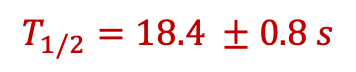 T₁/₂ = 18.4 ± 0.8 s